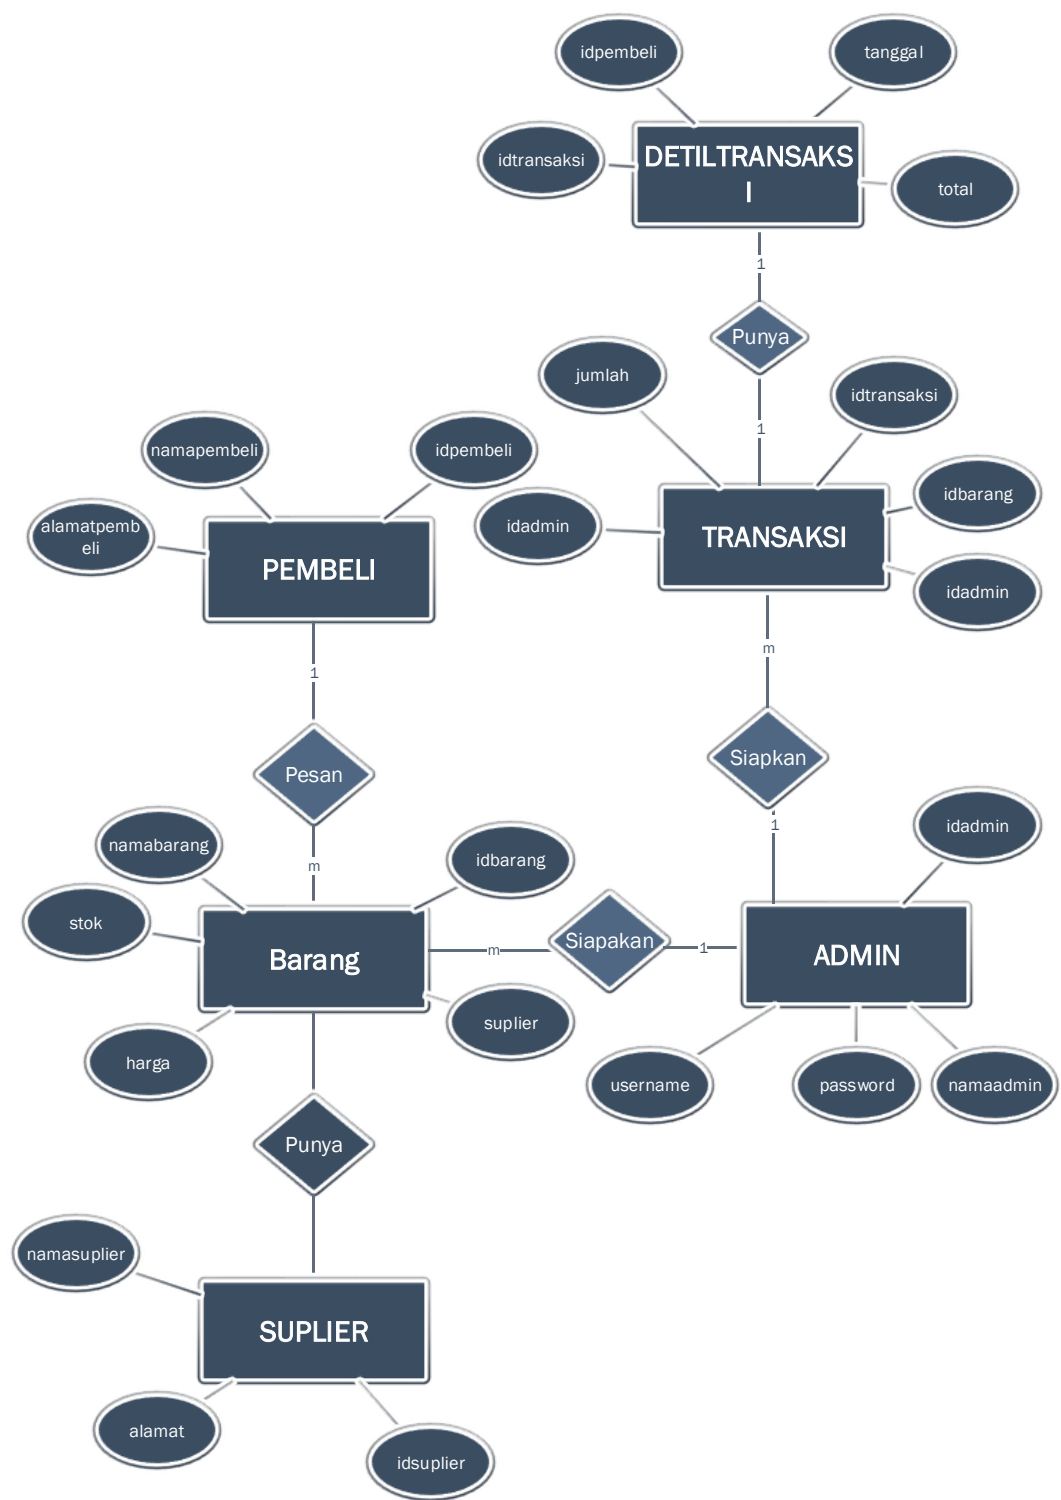 idpembeli
tanggal
idtransaksi
DETILTRANSAKS
I
total
1
Punya
jumlah
idtransaksi
1
namapembeli
idpembeli
idbarang
alamatpemb
eli
idadmin
TRANSAKSI
PEMBELI
idadmin
1
m
Pesan
Siapkan
1
idadmin
namabarang
m
idbarang
stok
Siapakan
m
1
Barang
ADMIN
suplier
harga
username
password
namaadmin
Punya
namasuplier
SUPLIER
alamat
idsuplier